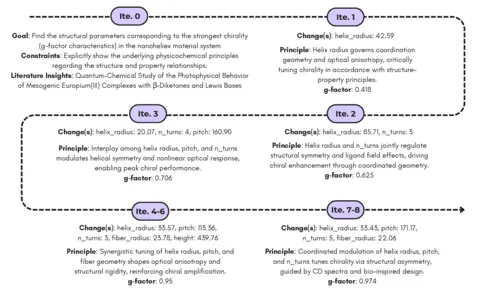 Ite. 0
Goal: Find the structural parameters corresponding to the strongest chirality
(g-factor characteristics) in the nanohelices material system
Constraints: Explicitly show the underlying physicochemical principles
regarding the structure and property relationships.
Literature Insights: Quantum-Chemical Study of the Photophysical Behavior
of Mesogenic Europium(III) Complexes with β-Diketones and Lewis Bases
Ite. 1
Change(s): helix_radius: 42.59
Principle: Helix radius governs coordination
geometry and optical anisotropy, critically
tuning chirality in accordance with structure–
property principles.
g-factor: 0.418
Ite. 2
Change(s): helix_radius: 85.71, n_turns: 3
Principle: Helix radius and n_turns jointly regulate
structural symmetry and ligand field effects, driving
chiral enhancement through coordinated geometry.
g-factor: 0.625
Ite. 3
Change(s): helix_radius: 20.07, n_turns: 4, pitch: 160.90
Principle: Interplay among helix radius, pitch, and n_turns
modulates helical symmetry and nonlinear optical response,
enabling peak chiral performance.
g-factor: 0.706
Ite. 4-6
Change(s): helix_radius: 33.57, pitch: 113.36,
n_turns: 3, fiber_radius: 23.78, height: 439.76
Principle: Synergistic tuning of helix radius, pitch, and
fiber geometry shapes optical anisotropy and
structural rigidity, reinforcing chiral amplification.
g-factor: 0.95
Ite. 7-8
Change(s): helix_radius: 33.43, pitch: 171.17,
n_turns: 5, fiber_radius: 22.06
Principle: Coordinated modulation of helix radius, pitch,
and n_turns tunes chirality via structural asymmetry,
guided by CD spectra and bio-inspired design.
g-factor: 0.974